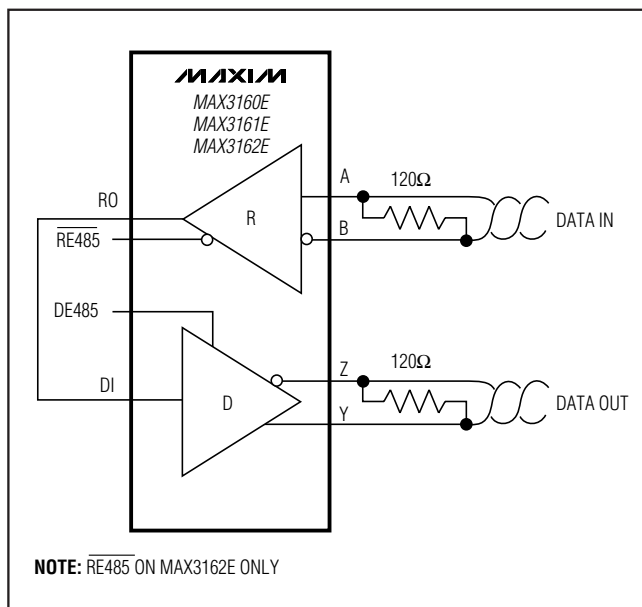 MAXIM
MAX3160E
MAX3161E
MAX3162E
A
120Ω
RO
R
DATA IN
RE485
B
DE485
Z
120Ω
DI
D
DATA OUT
Y
NOTE: RE485 ON MAX3162E ONLY